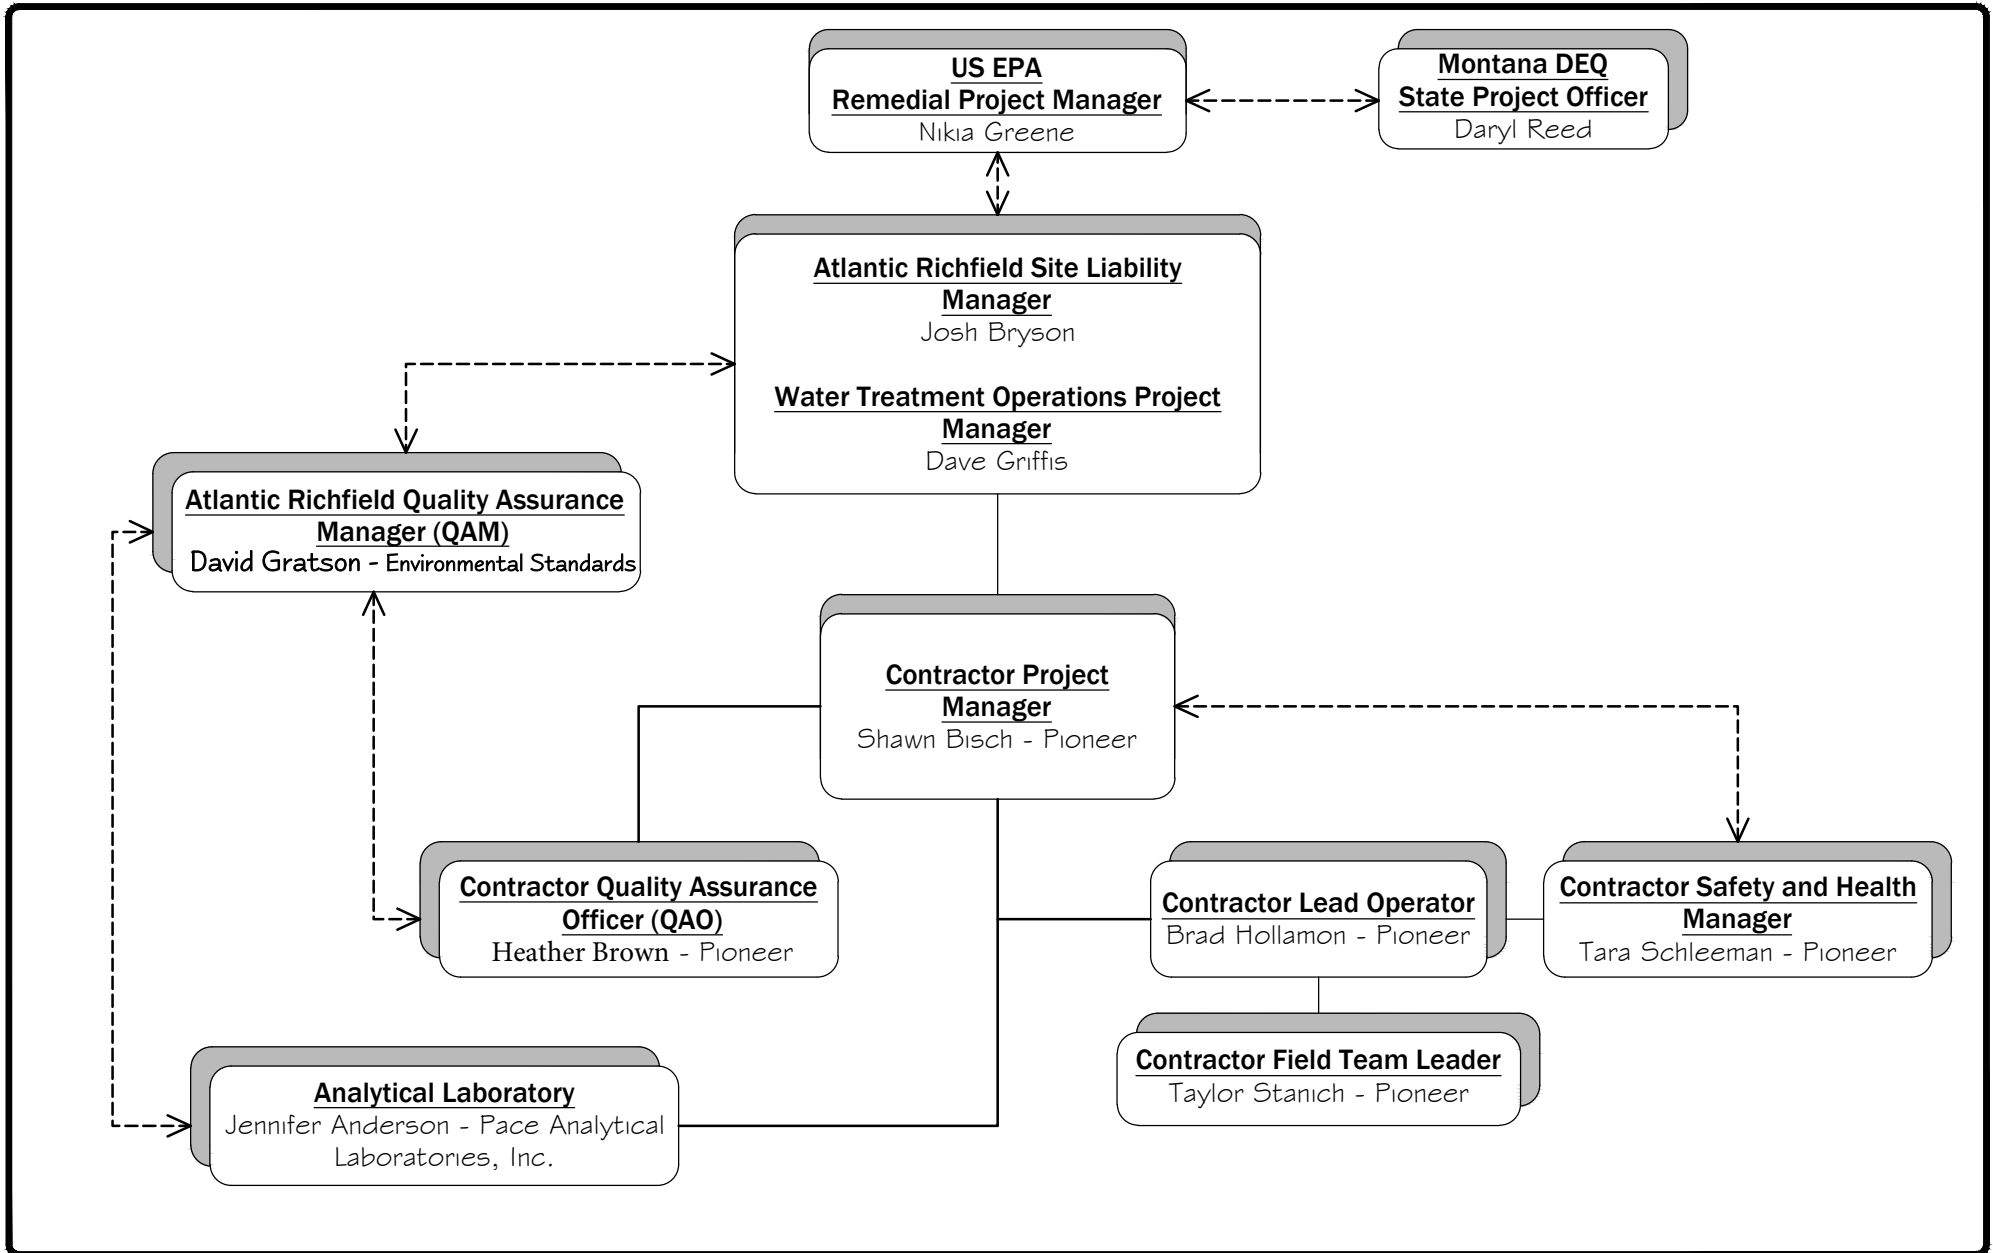 US EPA
Remedial Project Manager
Nikia Greene
Montana DEQ
State Project Officer
Daryl Reed
Atlantic Richfield Site Liability
Manager
Josh Bryson
Water Treatment Operations Project
Manager
Dave Griffis
Atlantic Richfield Quality Assurance
Manager (QAM)
David Gratson - Environmental Standards
Contractor Project
Manager
Shawn Bisch - Pioneer
Contractor Quality Assurance
Officer (QAO)
Heather Brown - Pioneer
Contractor Lead Operator
Brad Hollamon - Pioneer
Contractor Safety and Health
Manager
Tara Schleeman - Pioneer
Contractor Field Team Leader
Taylor Stanich - Pioneer
Analytical Laboratory
Jennifer Anderson - Pace Analytical
Laboratories, Inc.